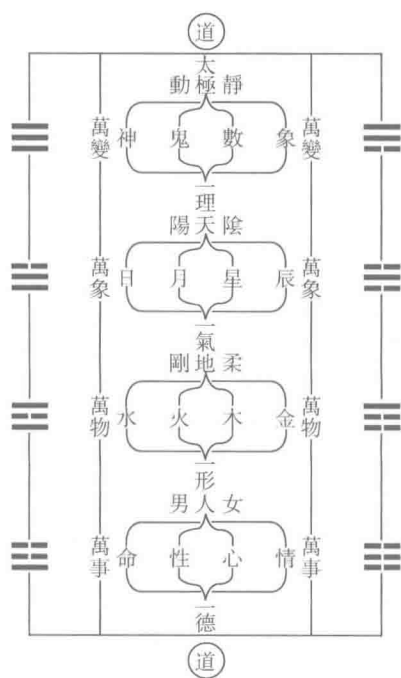 道
太
動極靜
萬變 神 鬼 數 象 萬變
一理
陽天陰
萬象 日 月 星 辰 萬象
一氣
剛地柔
萬物 水 火 木 金 萬物
一形
男人女
萬事 命 性 心 情 萬事
一德
道